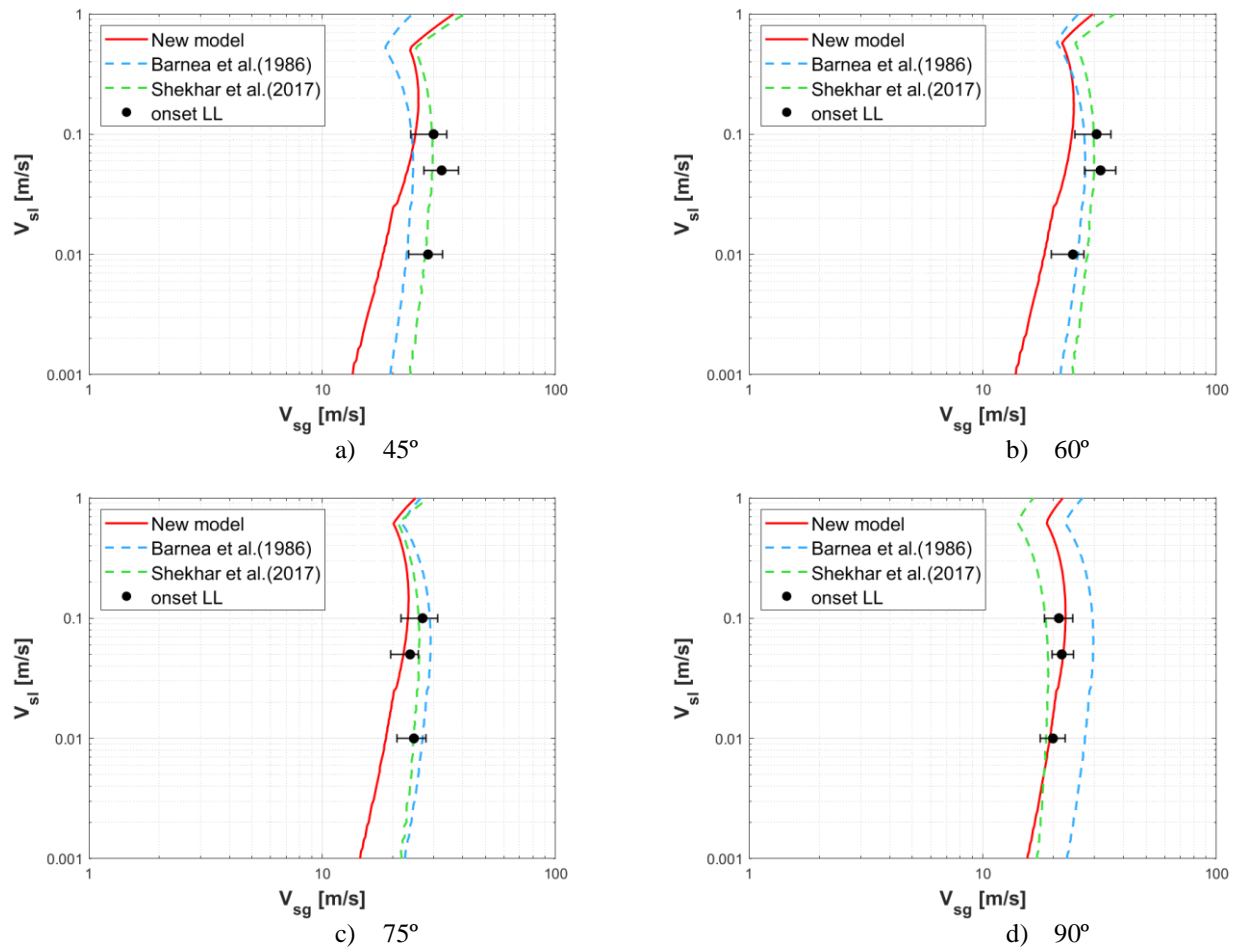 1
0.1
0.01
0.001
V_sl [m/s]
New model
Barnea et al.(1986)
Shekhar et al.(2017)
onset LL
1 10 100
V_sg [m/s]
a) 45º
1
0.1
0.01
0.001
V_sl [m/s]
New model
Barnea et al.(1986)
Shekhar et al.(2017)
onset LL
1 10 100
V_sg [m/s]
b) 60º
1
0.1
0.01
0.001
V_sl [m/s]
New model
Barnea et al.(1986)
Shekhar et al.(2017)
onset LL
1 10 100
V_sg [m/s]
c) 75º
1
0.1
0.01
0.001
V_sl [m/s]
New model
Barnea et al.(1986)
Shekhar et al.(2017)
onset LL
1 10 100
V_sg [m/s]
d) 90º